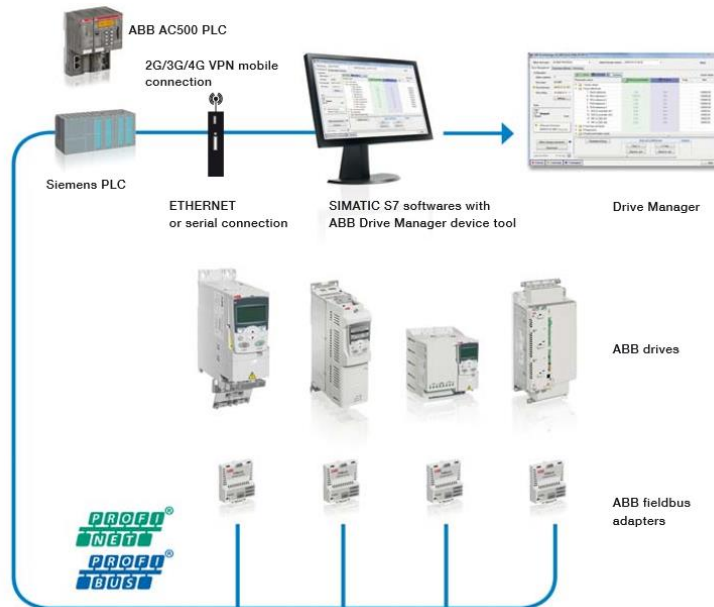 ABB AC500 PLC
2G/3G/4G VPN mobile
connection
Siemens PLC
ETHERNET
or serial connection
SIMATIC S7 softwares with
ABB Drive Manager device tool
Drive Manager
ABB drives
ABB fieldbus
adapters
PROFI®
NET
PROFI®
BUS